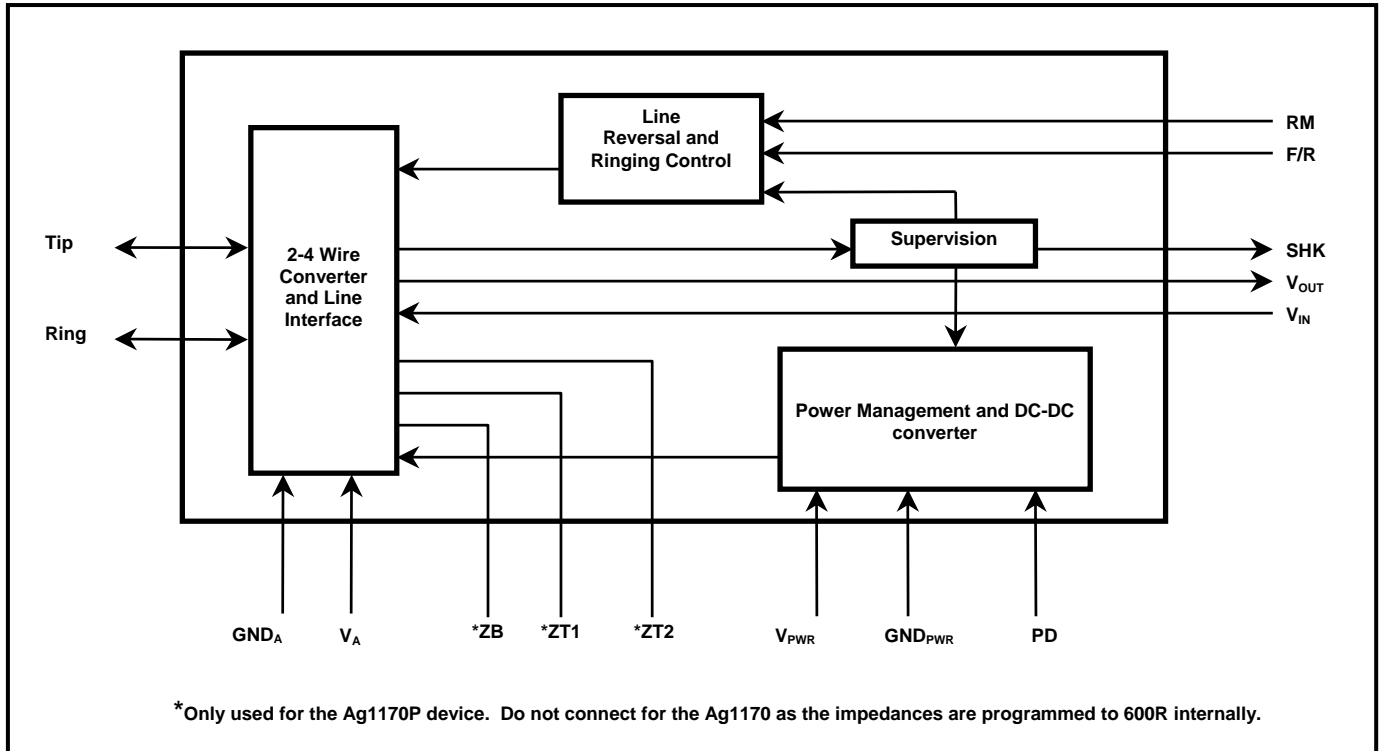 Line
Reversal and
Ringing Control
RM
F/R
Supervision
SHK
VOUT
VIN
Tip
Ring
2-4 Wire
Converter
and Line
Interface
Power Management and DC-DC
converter
GNDA
VA
*ZB
*ZT1
*ZT2
VPWR
GNDPWR
PD
*Only used for the Ag1170P device. Do not connect for the Ag1170 as the impedances are programmed to 600R internally.